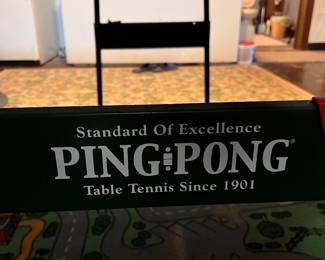 Standard Of Excellence
PING PONG®
Table Tennis Since 1901